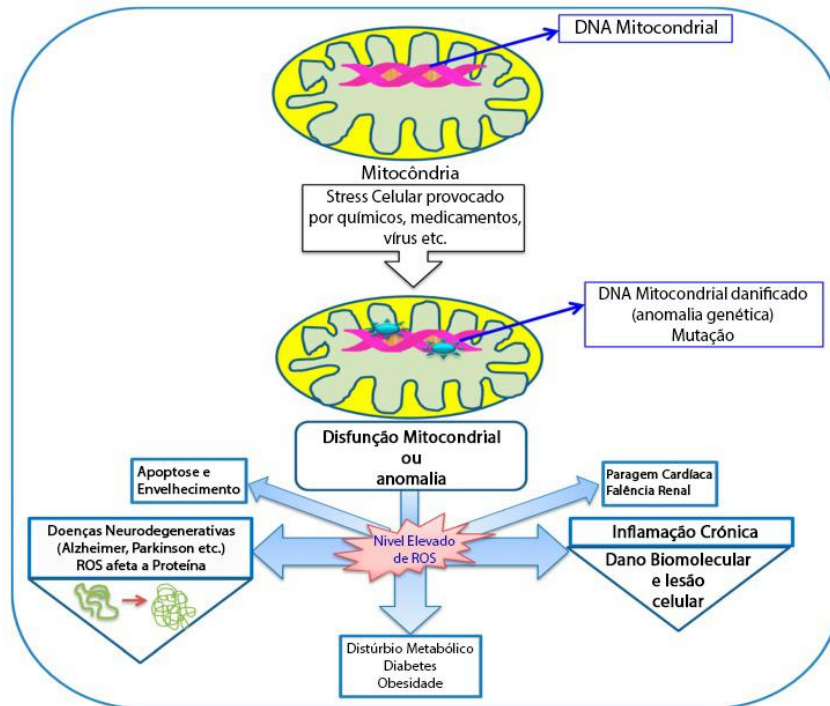 DNA Mitocondrial
Mitocôndria
Stress Celular provocado
por químicos, medicamentos,
vírus etc.
DNA Mitocondrial danificado
(anomalia genética)
Mutação
Disfunção Mitocondrial
ou
anomalia
Apoptose e
Envelhecimento
Paragem Cardíaca
Falência Renal
Doenças Neurodegenerativas
(Alzheimer, Parkinson etc.)
ROS afeta a Proteína
Nivel Elevado
de ROS
Inflamação Crónica
Dano Biomolecular
e lesão
celular
Distúrbio Metabólico
Diabetes
Obesidade